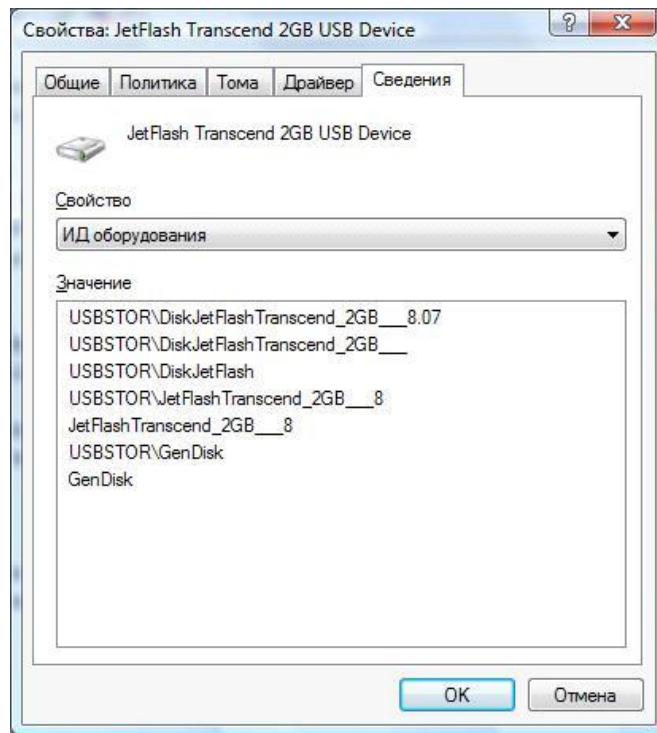 Свойства: JetFlash Transcend 2GB USB Device
Общие Политика Тома Драйвер Сведения
JetFlash Transcend 2GB USB Device
Свойство
ИД оборудования
Значение
USBSTOR\DiskJetFlashTranscend_2GB___8.07
USBSTOR\DiskJetFlashTranscend_2GB___
USBSTOR\DiskJetFlash
USBSTOR\JetFlashTranscend_2GB___8
JetFlashTranscend_2GB___8
USBSTOR\GenDisk
GenDisk
OK Отмена